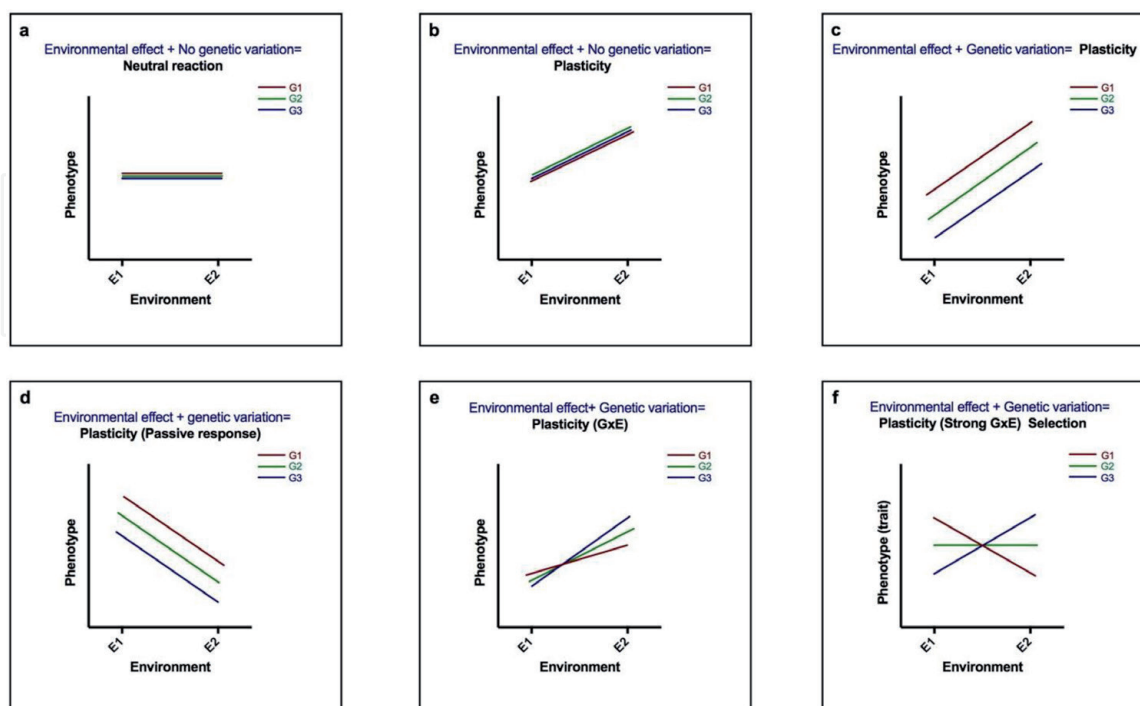 a
Environmental effect + No genetic variation=
Neutral reaction
G1
G2
G3
Phenotype
E1
E2
Environment
b
Environmental effect + No genetic variation=
Plasticity
G1
G2
G3
Phenotype
E1
E2
Environment
c
Environmental effect + Genetic variation= Plasticity
G1
G2
G3
Phenotype
E1
E2
Environment
d
Environmental effect + genetic variation=
Plasticity (Passive response)
G1
G2
G3
Phenotype
E1
E2
Environment
e
Environmental effect+ Genetic variation=
Plasticity (GxE)
G1
G2
G3
Phenotype
E1
E2
Environment
f
Environmental effect + Genetic variation=
Plasticity (Strong GxE) Selection
G1
G2
G3
Phenotype (trait)
E1
E2
Environment